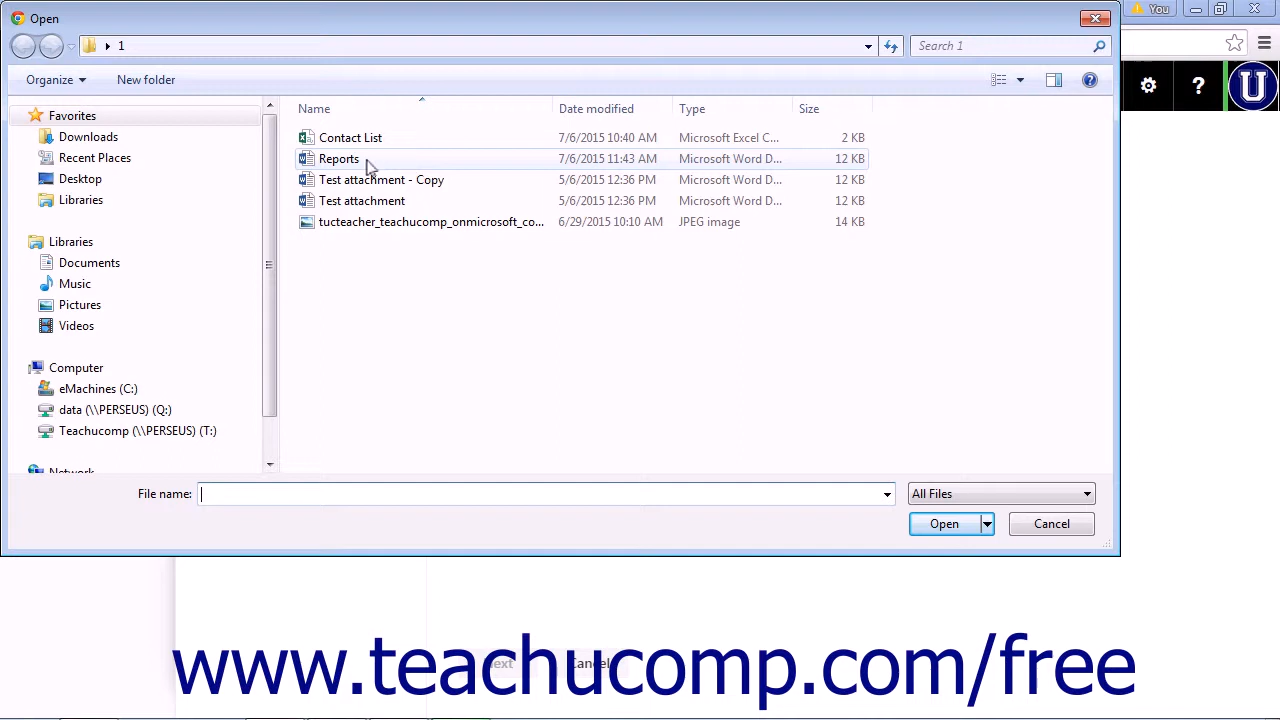 Open
You
1
Search 1
Organize
New folder
Name
Date modified
Type
Size
Favorites
Downloads
Recent Places
Desktop
Libraries
Libraries
Documents
Music
Pictures
Videos
Computer
eMachines (C:)
data (\\PERSEUS) (Q:)
Teachucomp (\\PERSEUS) (T:)
Network
Contact List 7/6/2015 10:40 AM Microsoft Excel C... 2 KB
Reports 7/6/2015 11:43 AM Microsoft Word D... 12 KB
Test attachment - Copy 5/6/2015 12:36 PM Microsoft Word D... 12 KB
Test attachment 5/6/2015 12:36 PM Microsoft Word D... 12 KB
tucteacher_teachucomp_onmicrosoft_co... 6/29/2015 10:10 AM JPEG image 14 KB
File name:
All Files
Open
Cancel
?
U
Cancel
www.teachucomp.com/free